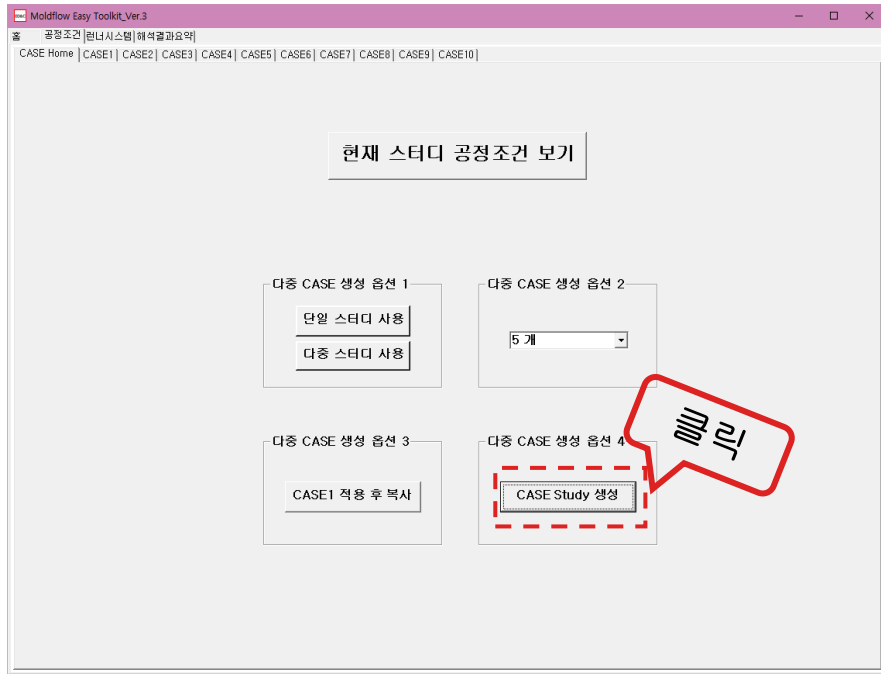 Moldflow Easy Toolkit_Ver.3
홈 공정조건 런너시스템 해석결과요약
CASE Home CASE1 CASE2 CASE3 CASE4 CASE5 CASE6 CASE7 CASE8 CASE9 CASE10
현재 스터디 공정조건 보기
다중 CASE 생성 옵션 1
단일 스터디 사용
다중 스터디 사용
다중 CASE 생성 옵션 2
5 개
다중 CASE 생성 옵션 3
CASE1 적용 후 복사
다중 CASE 생성 옵션 4
CASE Study 생성
클릭